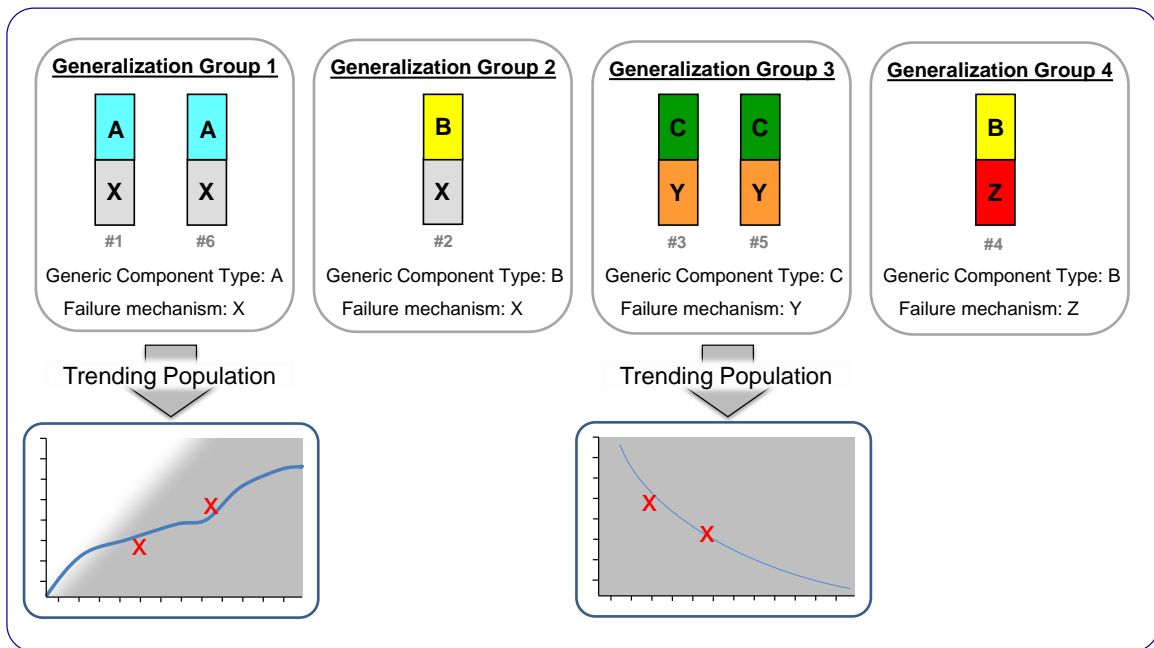 Generalization Group 1
A A
X X
#1 #6
Generic Component Type: A
Failure mechanism: X
Generalization Group 2
B
X
#2
Generic Component Type: B
Failure mechanism: X
Generalization Group 3
C C
Y Y
#3 #5
Generic Component Type: C
Failure mechanism: Y
Generalization Group 4
B
Z
#4
Generic Component Type: B
Failure mechanism: Z
Trending Population
X
X
Trending Population
X
X